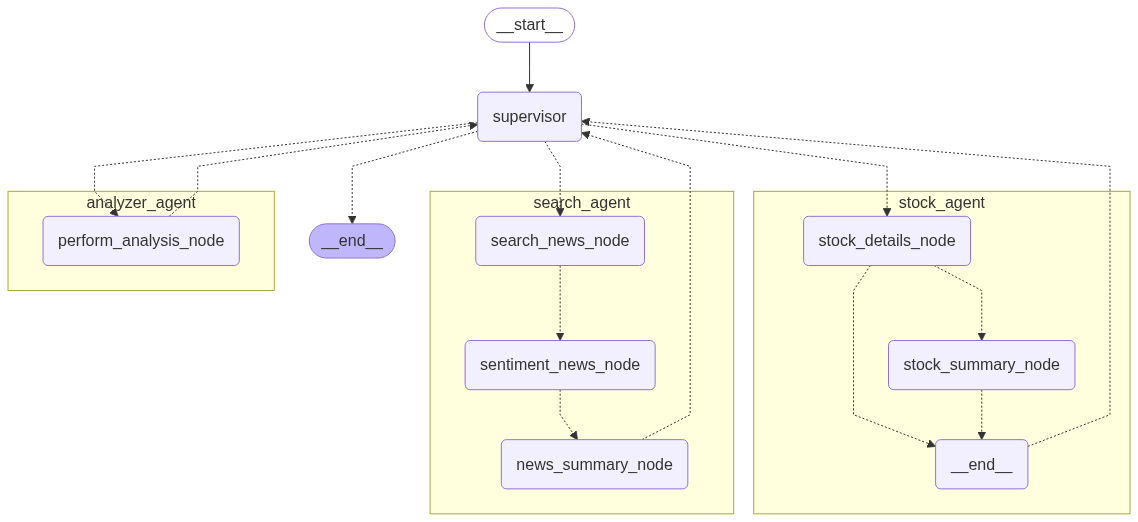 __start__
supervisor
analyzer_agent
perform_analysis_node
__end__
search_agent
search_news_node
sentiment_news_node
news_summary_node
stock_agent
stock_details_node
stock_summary_node
__end__